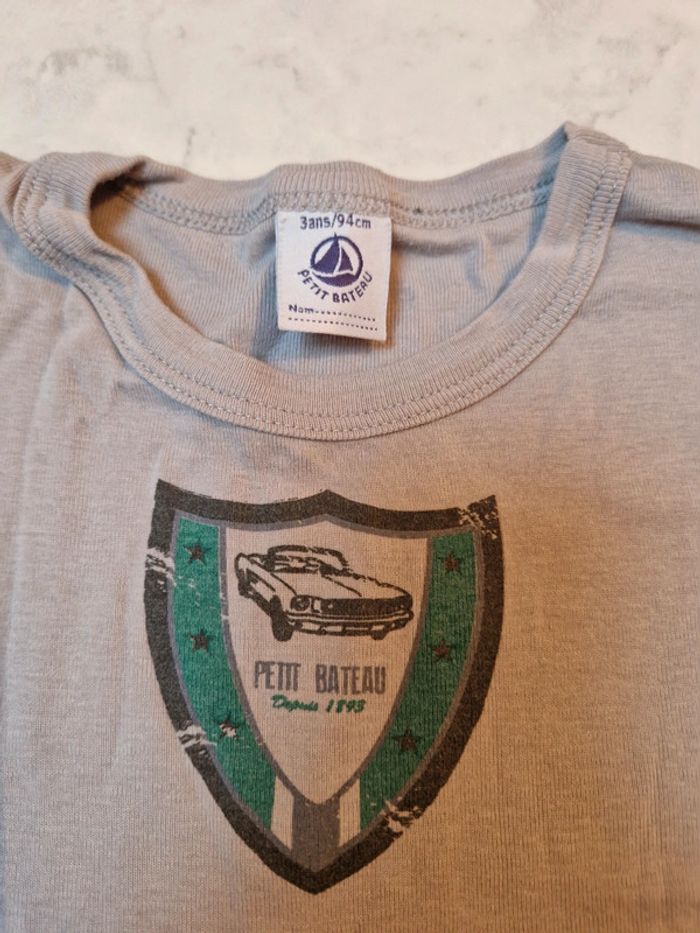 3ans/94cm
PETIT BATEAU
Nom
PETIT BATEAU
Depuis 1893